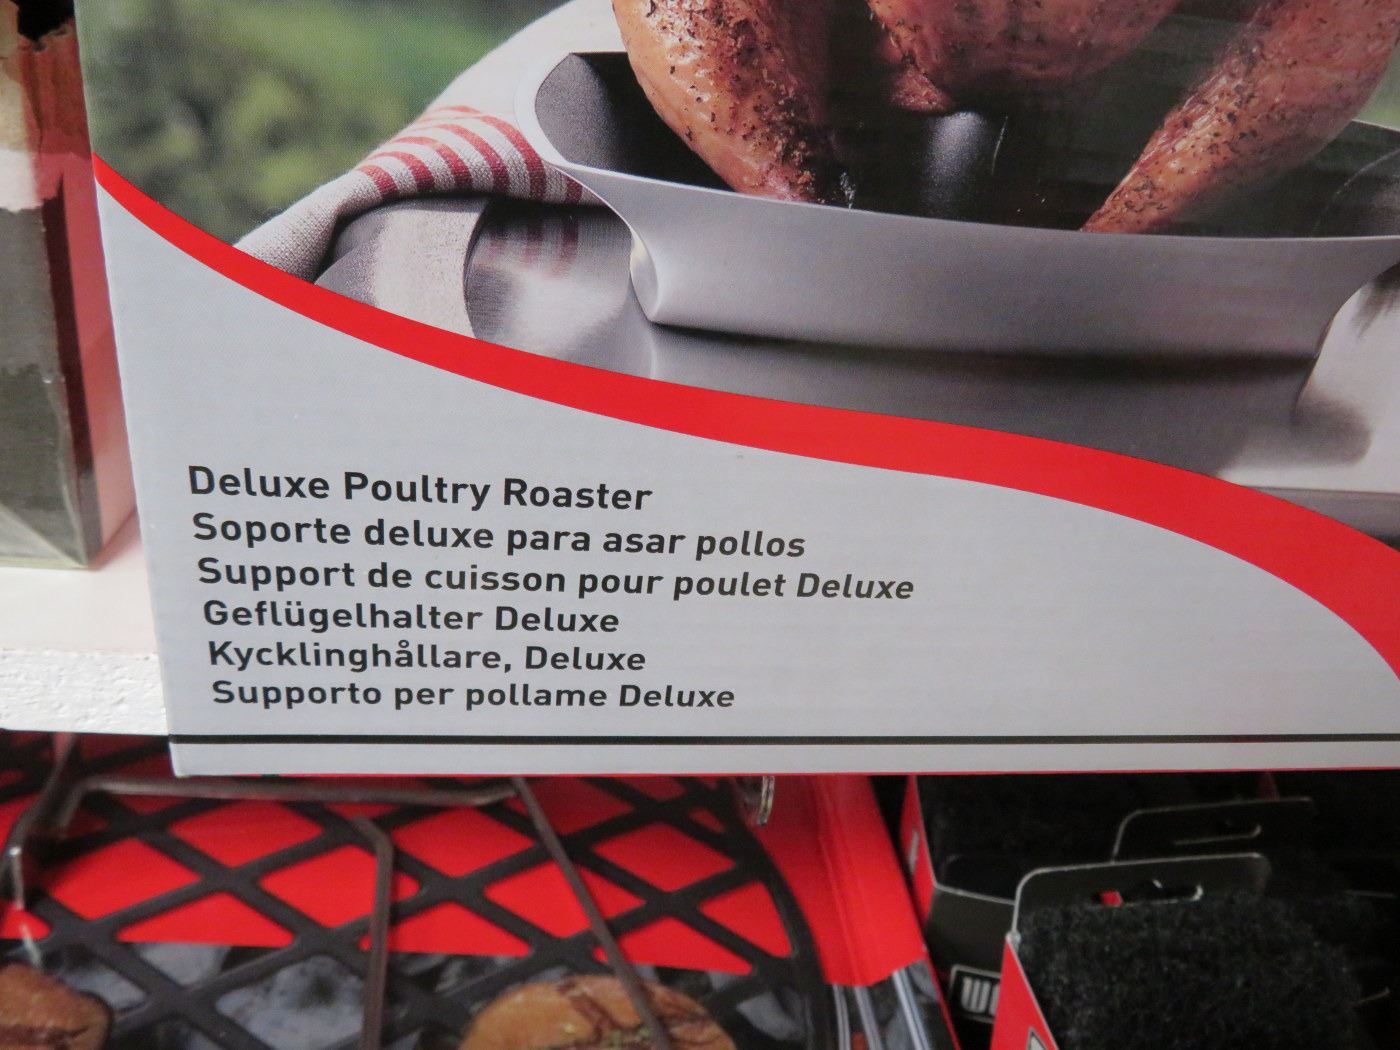 Deluxe Poultry Roaster
Soporte deluxe para asar pollos
Support de cuisson pour poulet Deluxe
Geflügelhalter Deluxe
Kycklinghållare, Deluxe
Supporto per pollame Deluxe